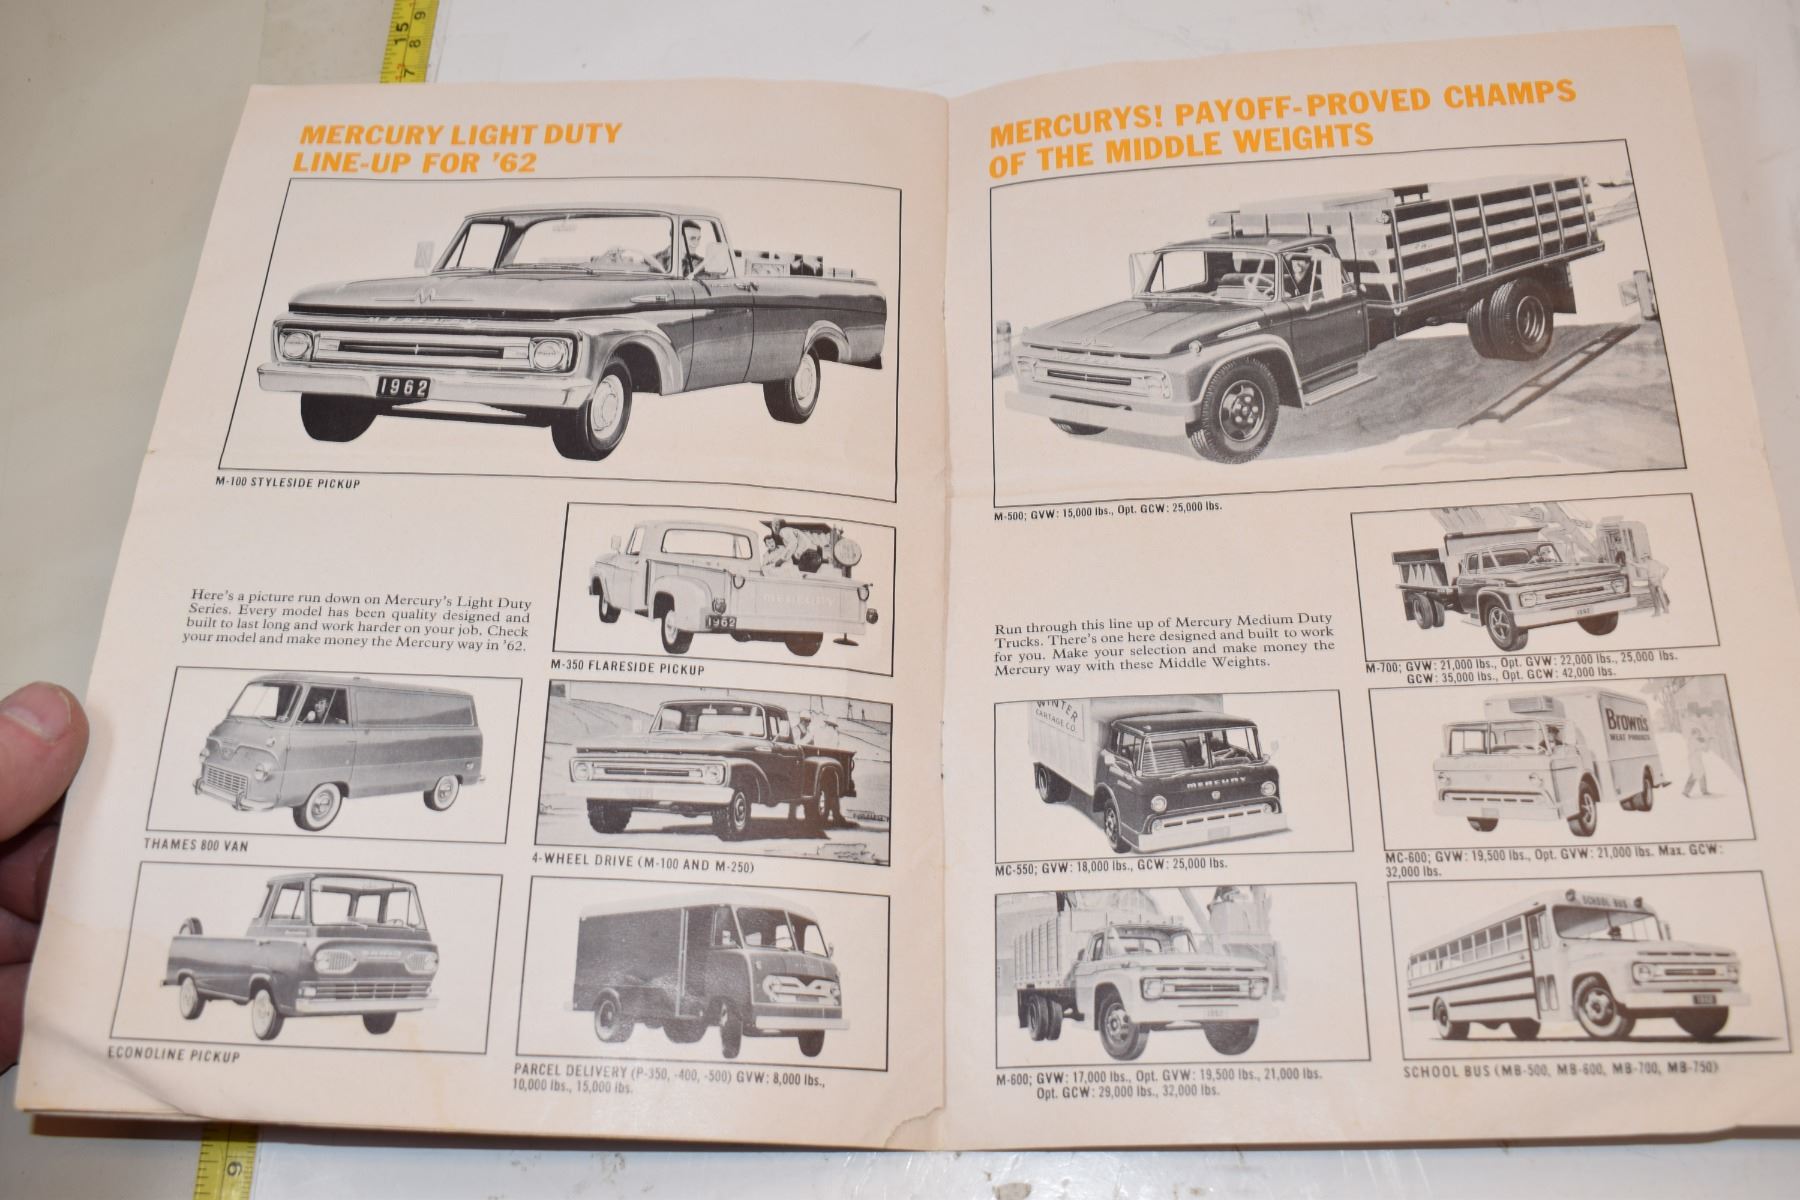 MERCURY LIGHT DUTY
LINE-UP FOR '62
1962
M-100 STYLESIDE PICKUP
Here's a picture run down on Mercury's Light Duty
Series. Every model has been quality designed and
built to last long and work harder on your job. Check
your model and make money the Mercury way in '62.
MERCURY
1962
M-350 FLARESIDE PICKUP
THAMES 800 VAN
4-WHEEL DRIVE (M-100 AND M-250)
ECONOLINE PICKUP
PARCEL DELIVERY (P-350, -400, -500) GVW: 8,000 lbs.,
10,000 lbs., 15,000 lbs.
MERCURYS! PAYOFF-PROVED CHAMPS
OF THE MIDDLE WEIGHTS
M-500; GVW: 15,000 lbs., Opt. GCW: 25,000 lbs.
Run through this line up of Mercury Medium Duty
Trucks. There's one here designed and built to work
for you. Make your selection and make money the
Mercury way with these Middle Weights.
1962
M-700; GVW: 21,000 lbs., Opt. GVW: 22,000 lbs., 25,000 lbs.
GCW: 35,000 lbs., Opt. GCW: 42,000 lbs.
WINTER
CARTAGE CO.
MERCURY
MC-550; GVW: 18,000 lbs., GCW: 25,000 lbs.
Brown's
MEAT PRODUCTS
MC-600; GVW: 19,500 lbs., Opt. GVW: 21,000 lbs. Max. GCW:
32,000 lbs.
1962
M-600; GVW: 17,000 lbs., Opt. GVW: 19,500 lbs., 21,000 lbs.
Opt. GCW: 29,000 lbs., 32,000 lbs.
SCHOOL BUS
1962
SCHOOL BUS (MB-500, MB-600, MB-700, MB-750)
15
9
8
7
9